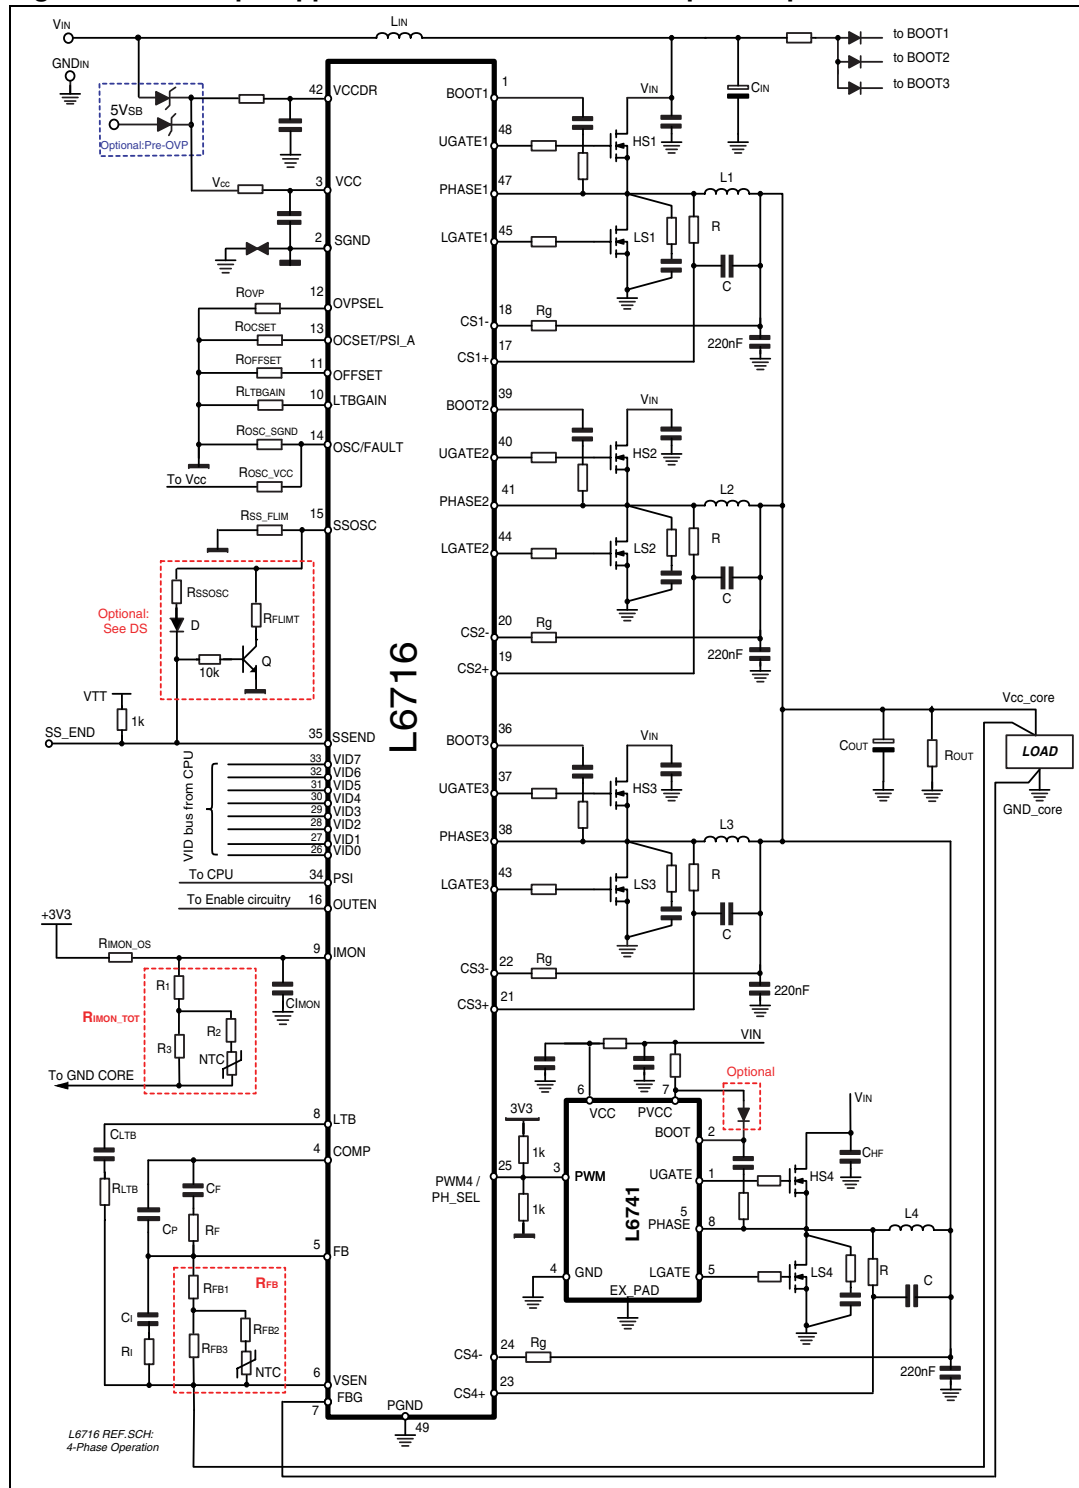 VIN
LIN
to BOOT1
to BOOT2
to BOOT3
GNDIN
CIN
5VSB
Optional:Pre-OVP
42 VCCDR
Vcc
3 VCC
2 SGND
ROVP
12 OVPSEL
ROCSET
13 OCSET/PSI_A
ROFFSET
11 OFFSET
RLTBGAIN
10 LTBGAIN
ROSC_SGND
14 OSC/FAULT
ROSC_VCC
To Vcc
RSS_FLIM
15 SSOSC
Optional:
See DS
RSSOSC
RFLIMT
D
Q
10k
VTT
1k
SS_END
35 SSEND
VID bus from CPU
33 VID7
32 VID6
31 VID5
30 VID4
29 VID3
28 VID2
27 VID1
26 VID0
To CPU
34 PSI
To Enable circuitry
16 OUTEN
+3V3
RIMON_OS
9 IMON
CIMON
RIMON_TOT
R1
R2
R3
NTC
To GND CORE
8 LTB
CLTB
RLTB
4 COMP
CF
CP
RF
5 FB
RFB
RFB1
RFB2
RFB3
NTC
CI
RI
6 VSEN
FBG
7
PGND
49
L6716
L6716 REF.SCH:
4-Phase Operation
BOOT1 1
UGATE1 48
PHASE1 47
LGATE1 45
CS1- 18
CS1+ 17
VIN
HS1
LS1
L1
R
C
Rg
220nF
BOOT2 39
UGATE2 40
PHASE2 41
LGATE2 44
CS2- 20
CS2+ 19
VIN
HS2
LS2
L2
R
C
Rg
220nF
BOOT3 36
UGATE3 37
PHASE3 38
LGATE3 43
CS3- 22
CS3+ 21
VIN
HS3
LS3
L3
R
C
Rg
220nF
Vcc_core
COUT
ROUT
LOAD
GND_core
VIN
Optional
6
7
VCC
PVCC
3V3
1k
1k
PWM4 /
PH_SEL
25
3 PWM
L6741
BOOT 2
UGATE 1
5
PHASE 8
LGATE 5
4 GND
EX_PAD
VIN
CHF
HS4
LS4
L4
R
C
CS4- 24
Rg
CS4+ 23
220nF